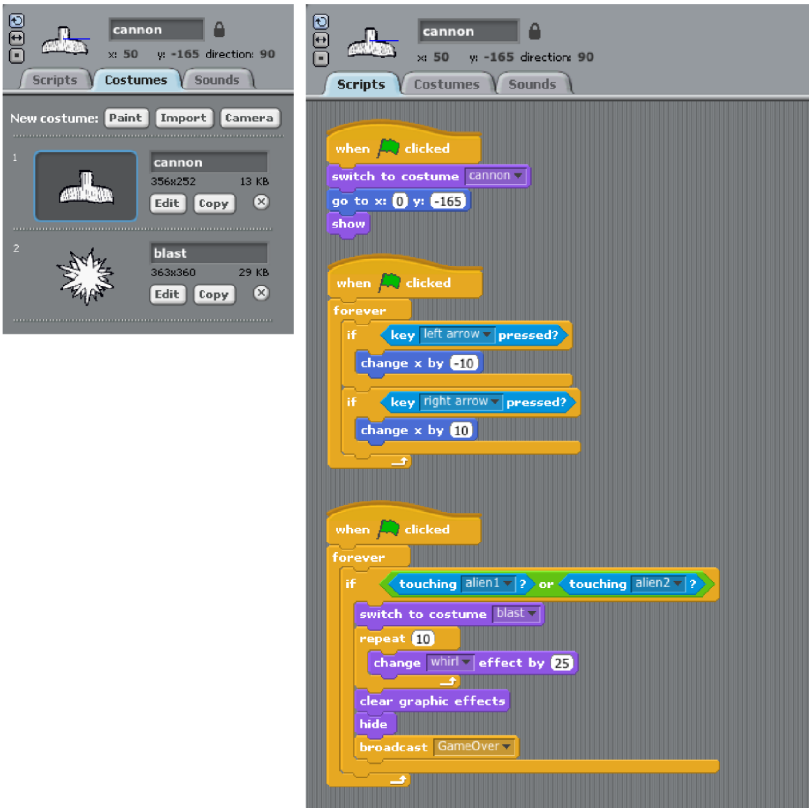 cannon
x: 50 y: -165 direction: 90
Scripts Costumes Sounds
New costume: Paint Import Camera
1
cannon
356x252 13 KB
Edit Copy
2
blast
363x360 29 KB
Edit Copy
cannon
x: 50 y: -165 direction: 90
Scripts Costumes Sounds
when clicked
switch to costume cannon
go to x: 0 y: -165
show
when clicked
forever
if key left arrow pressed?
change x by -10
if key right arrow pressed?
change x by 10
when clicked
forever
if touching alien1 ? or touching alien2 ?
switch to costume blast
repeat 10
change whirl effect by 25
clear graphic effects
hide
broadcast GameOver